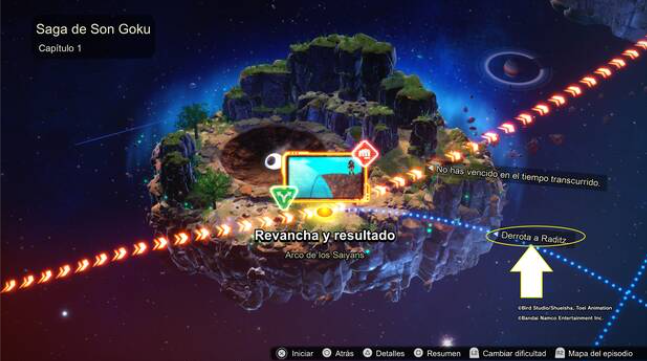 Saga de Son Goku
Capítulo 1
No has vencido en el tiempo transcurrido.
Revancha y resultado
Arco de los Saiyans
Derrota a Raditz
©Bird Studio/Shueisha, Toei Animation
©Bandai Namco Entertainment Inc.
Iniciar Atrás Detalles Resumen Cambiar dificultad Mapa del episodio